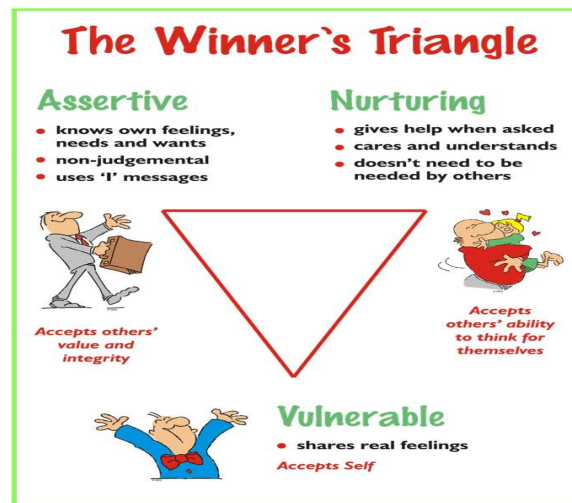 The Winner`s Triangle
Assertive
• knows own feelings,
needs and wants
• non-judgemental
• uses ‘I’ messages
Nurturing
• gives help when asked
• cares and understands
• doesn’t need to be
needed by others
Accepts others’
value and
integrity
Accepts
others’ ability
to think for
themselves
Vulnerable
• shares real feelings
Accepts Self